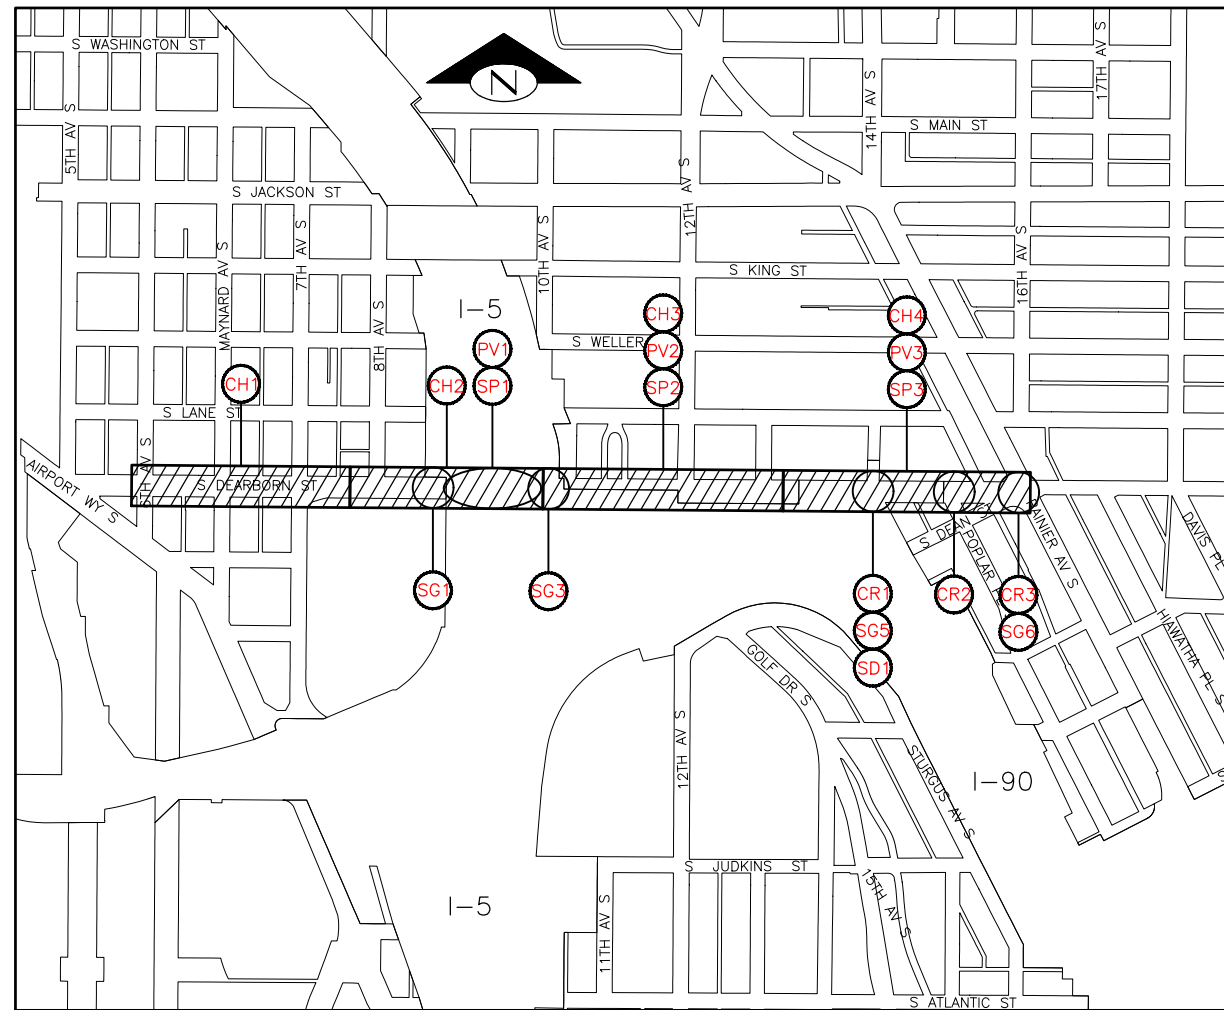 S WASHINGTON ST
N
5TH AV S
17TH AV S
14TH AV S
S MAIN ST
S JACKSON ST
12TH AV S
MAYNARD AV S
7TH AV S
10TH AV S
16TH AV S
S KING ST
8TH AV S
I-5
CH3
CH4
S WELLER
PV1
PV2
PV3
CH1
CH2
SP1
SP2
SP3
S LANE ST
AIRPORT WY S
S DEARBORN ST
S DEAN
POPLAR
RAINIER AV S
DAVIS PL
SG1
SG3
CR1
CR2
CR3
SG5
SG6
SD1
HIAWATHA PL S
GOLF DR S
12TH AV S
STURGUS AV S
I-90
S JUDKINS ST
15TH AV S
I-5
11TH AV S
S ATLANTIC ST